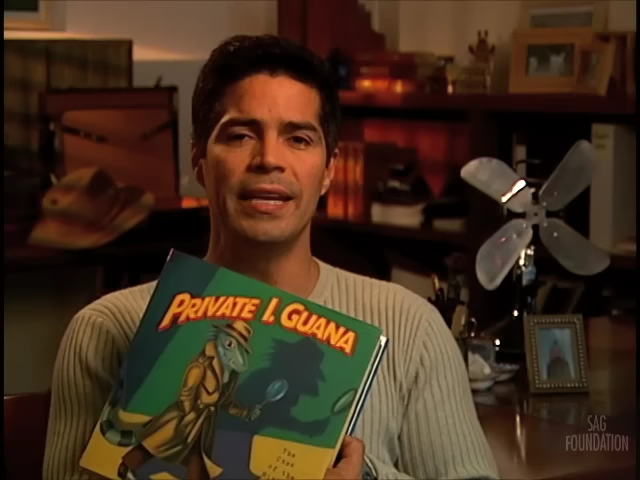 PRIVATE I. GUANA
The
Case
of the
SAG
FOUNDATION